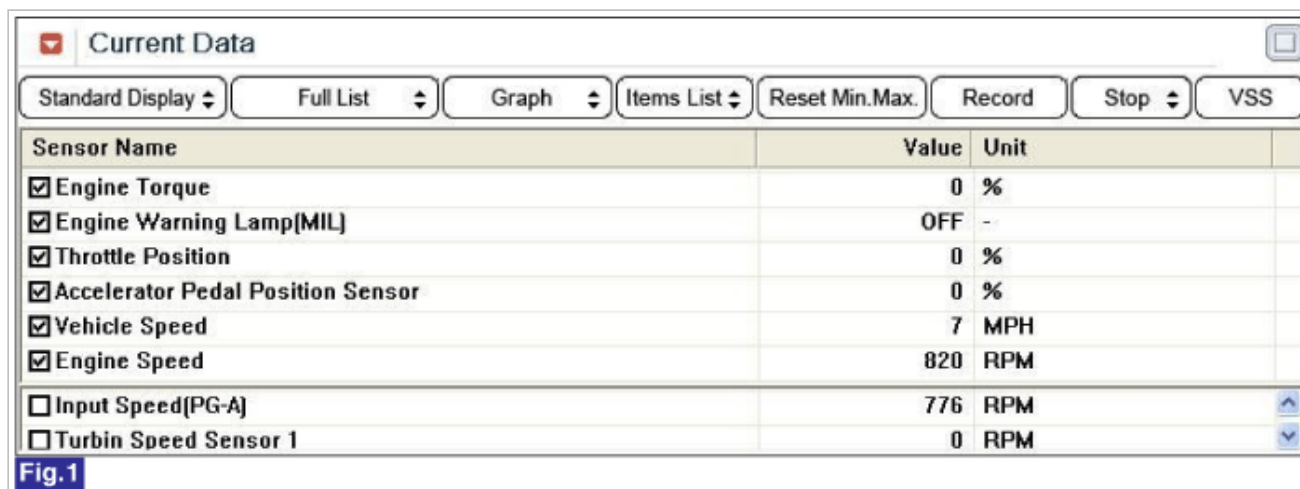 Current Data
Standard Display Full List Graph Items List Reset Min.Max. Record Stop VSS
Sensor Name Value Unit
Engine Torque 0 %
Engine Warning Lamp(MIL) OFF -
Throttle Position 0 %
Accelerator Pedal Position Sensor 0 %
Vehicle Speed 7 MPH
Engine Speed 820 RPM
Input Speed(PG-A) 776 RPM
Turbin Speed Sensor 1 0 RPM
Fig.1